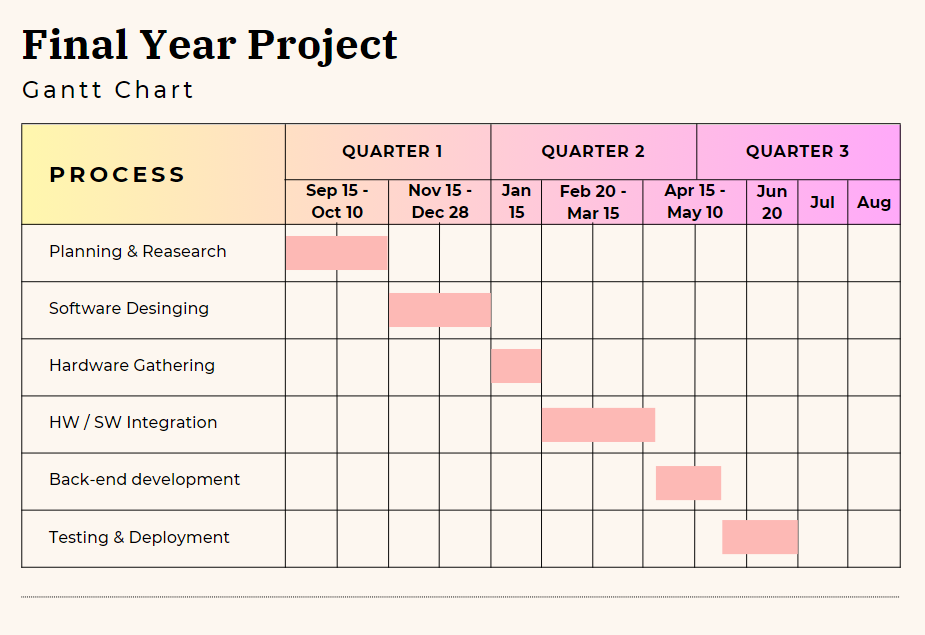 Final Year Project
Gantt Chart
PROCESS
QUARTER 1
QUARTER 2
QUARTER 3
Sep 15 -
Oct 10
Nov 15 -
Dec 28
Jan
15
Feb 20 -
Mar 15
Apr 15 -
May 10
Jun
20
Jul
Aug
Planning & Reasearch
Software Desinging
Hardware Gathering
HW / SW Integration
Back-end development
Testing & Deployment